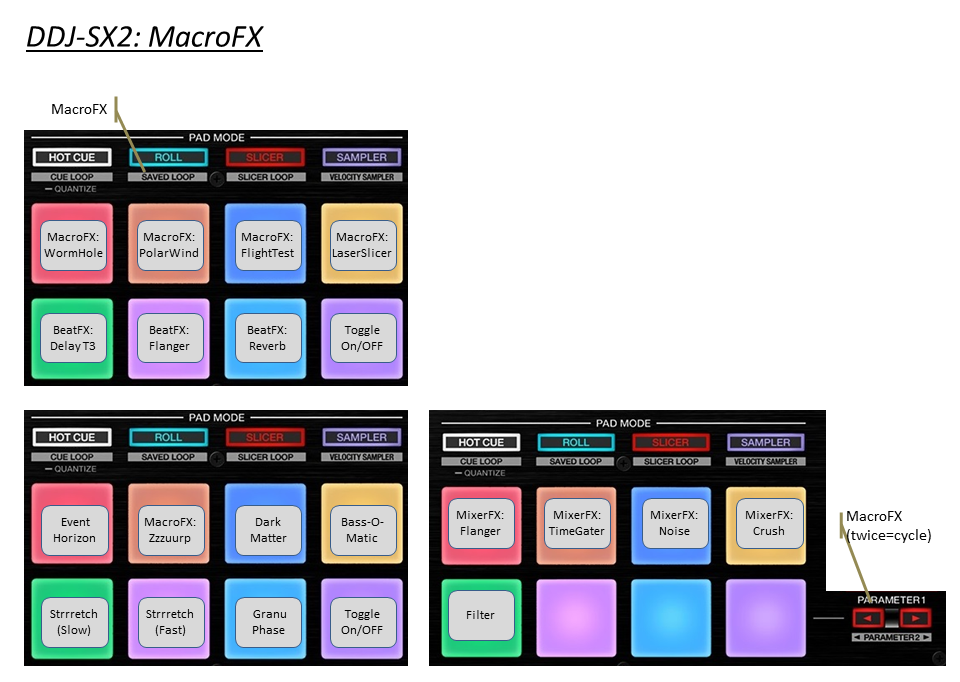 DDJ-SX2: MacroFX
MacroFX
PAD MODE
HOT CUE ROLL SLICER SAMPLER
CUE LOOP SAVED LOOP SLICER LOOP VELOCITY SAMPLER
– QUANTIZE
MacroFX: MacroFX: MacroFX: MacroFX:
WormHole PolarWind FlightTest LaserSlicer
BeatFX: BeatFX: BeatFX: Toggle
Delay T3 Flanger Reverb On/OFF
PAD MODE
HOT CUE ROLL SLICER SAMPLER
CUE LOOP SAVED LOOP SLICER LOOP VELOCITY SAMPLER
– QUANTIZE
Event MacroFX: Dark Bass-O-
Horizon Zzzuurp Matter Matic
Strrretch Strrretch Granu Toggle
(Slow) (Fast) Phase On/OFF
PAD MODE
HOT CUE ROLL SLICER SAMPLER
CUE LOOP SAVED LOOP SLICER LOOP VELOCITY SAMPLER
– QUANTIZE
MixerFX: MixerFX: MixerFX: MixerFX:
Flanger TimeGater Noise Crush
Filter
MacroFX
(twice=cycle)
PARAMETER1
◄ ►
◄ PARAMETER2 ►